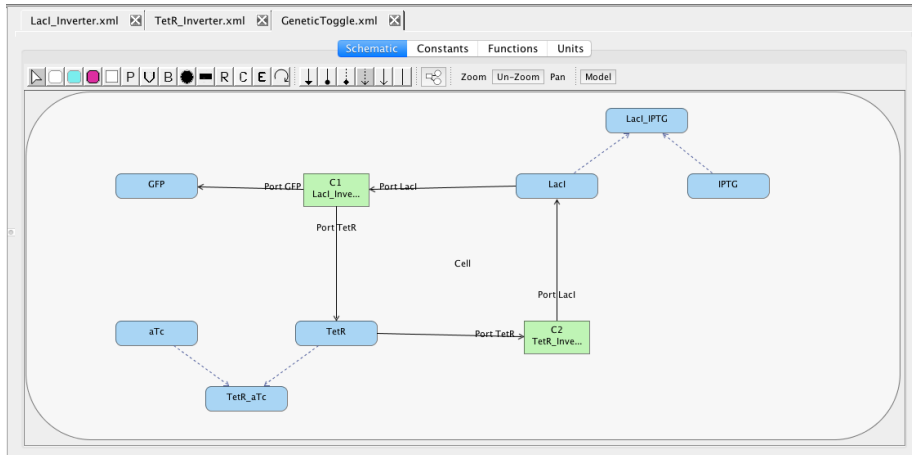 LacI_Inverter.xml TetR_Inverter.xml GeneticToggle.xml
Schematic Constants Functions Units
P V B R C E Zoom Un-Zoom Pan Model
LacI_IPTG
GFP Port GFP C1 Port LacI LacI IPTG
LacI_Inve...
Port TetR
Cell
Port LacI
aTc TetR Port TetR C2
TetR_Inve...
TetR_aTc